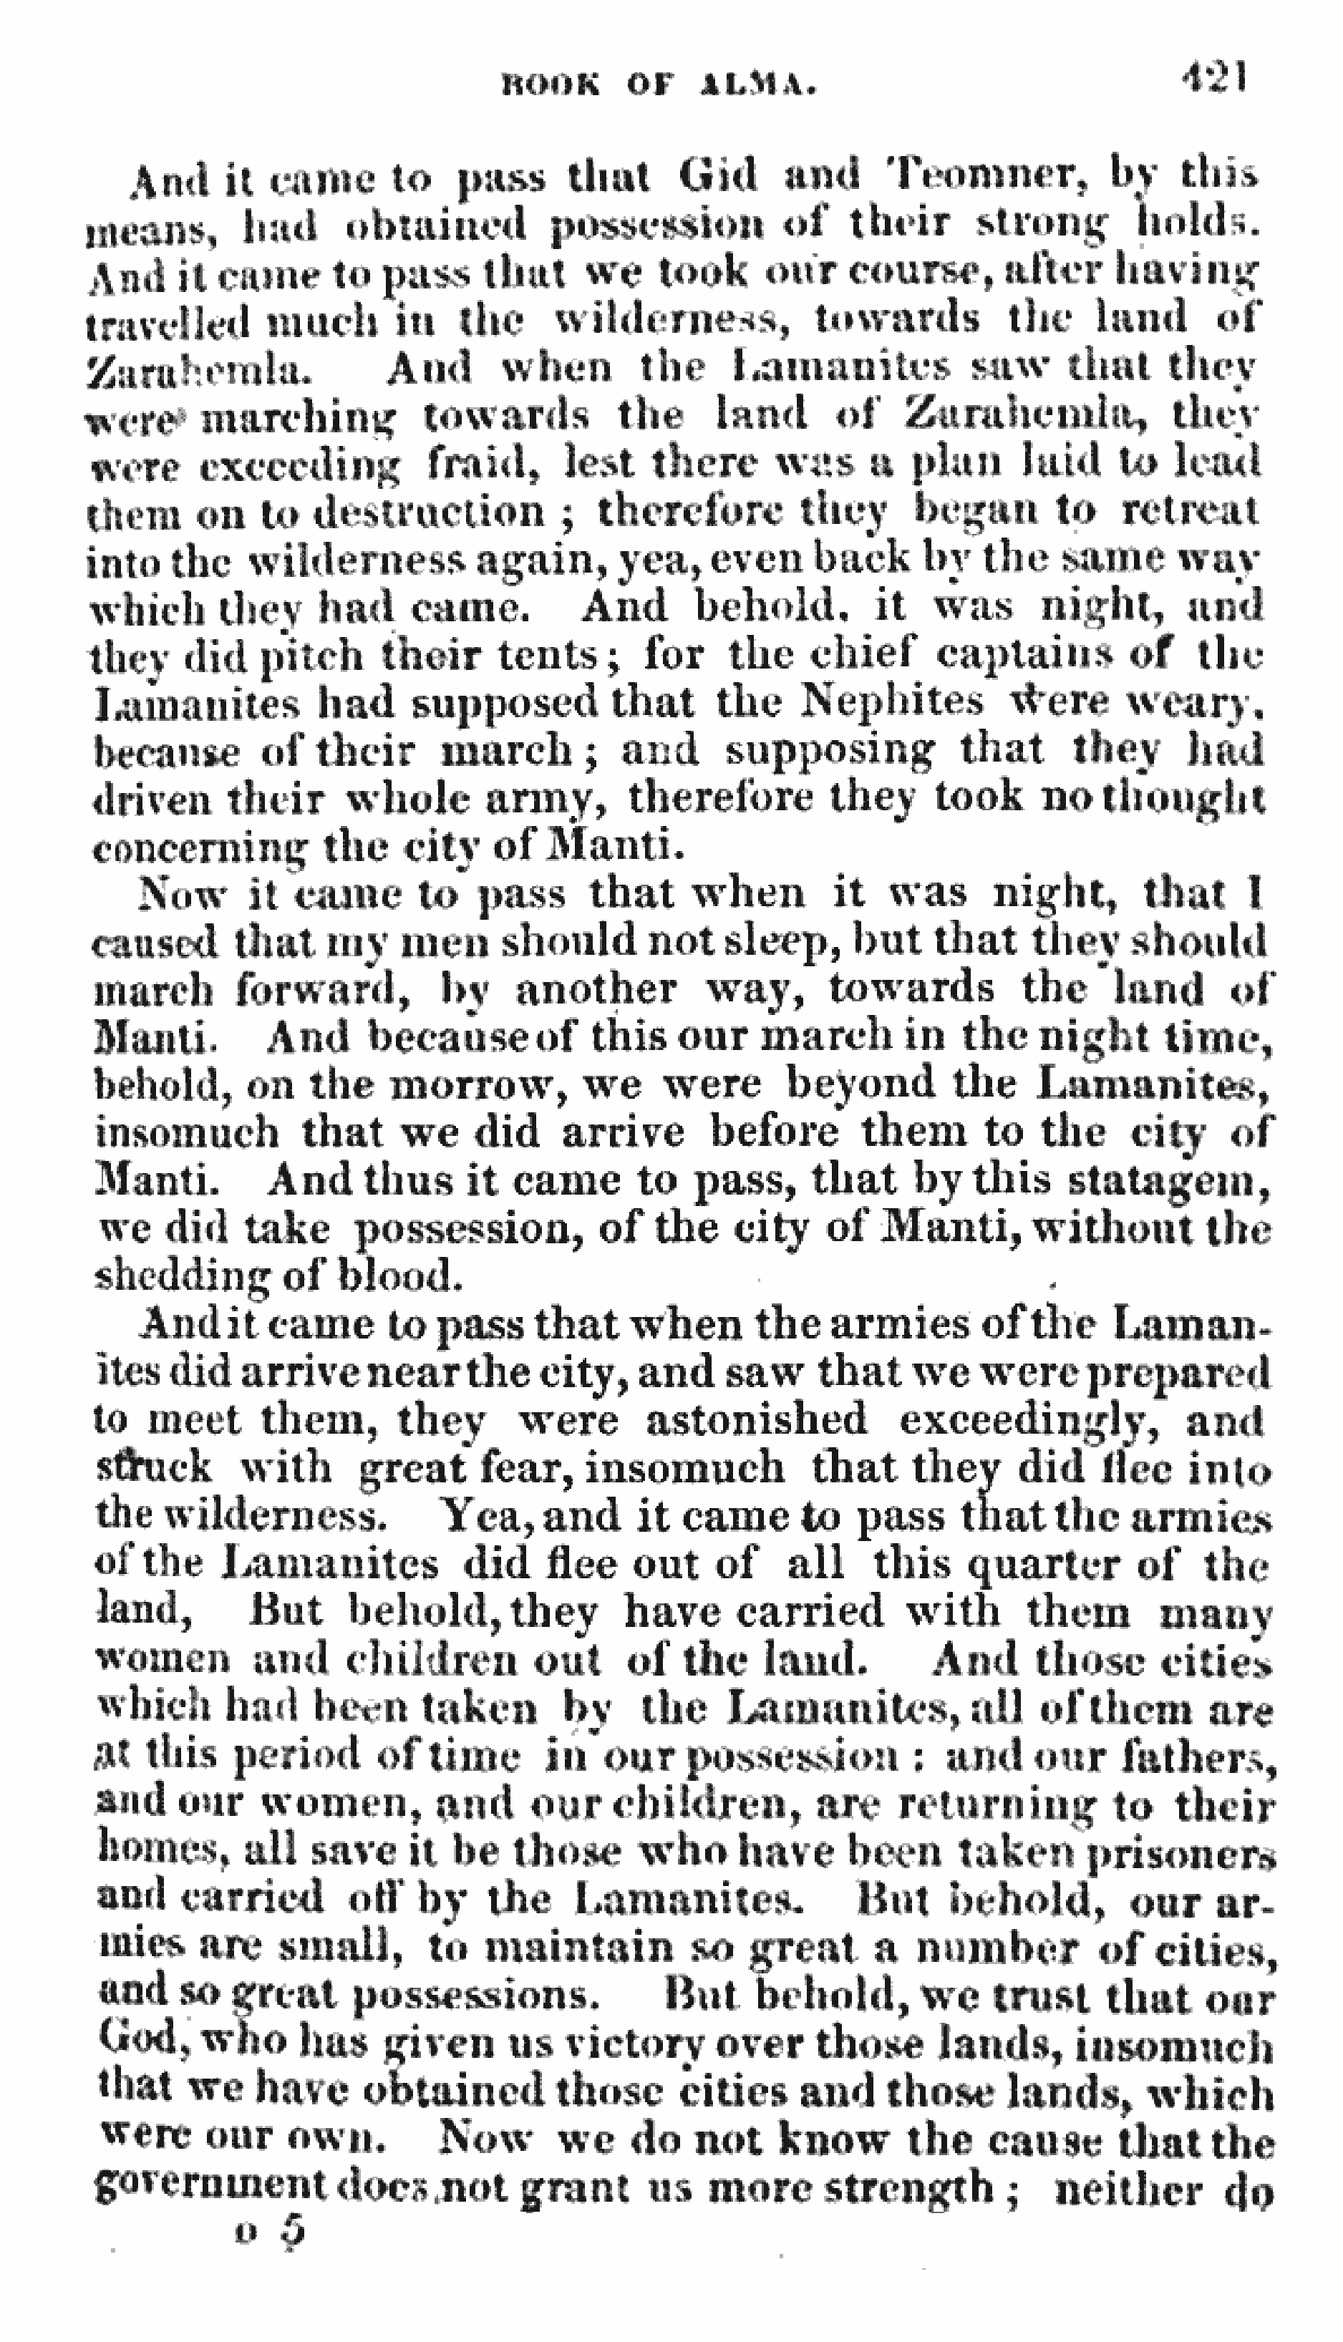 BOOK OF ALMA. 421
And it came to pass that Gid and Teomner, by this
means, had obtained possession of their strong holds.
And it came to pass that we took our course, after having
travelled much in the wilderness, towards the land of
Zarahemla. And when the Lamanites saw that they
were marching towards the land of Zarahemla, they
were exceeding fraid, lest there was a plan laid to lead
them on to destruction ; therefore they began to retreat
into the wilderness again, yea, even back by the same way
which they had came. And behold, it was night, and
they did pitch their tents ; for the chief captains of the
Lamanites had supposed that the Nephites were weary,
because of their march ; and supposing that they had
driven their whole army, therefore they took no thought
concerning the city of Manti.
Now it came to pass that when it was night, that I
caused that my men should not sleep, but that they should
march forward, by another way, towards the land of
Manti. And because of this our march in the night time,
behold, on the morrow, we were beyond the Lamanites,
insomuch that we did arrive before them to the city of
Manti. And thus it came to pass, that by this statagem,
we did take possession, of the city of Manti, without the
shedding of blood.
And it came to pass that when the armies of the Laman-
ites did arrive near the city, and saw that we were prepared
to meet them, they were astonished exceedingly, and
struck with great fear, insomuch that they did flee into
the wilderness. Yea, and it came to pass that the armies
of the Lamanites did flee out of all this quarter of the
land, But behold, they have carried with them many
women and children out of the land. And those cities
which had been taken by the Lamanites, all of them are
at this period of time in our possession : and our fathers,
and our women, and our children, are returning to their
homes, all save it be those who have been taken prisoners
and carried off by the Lamanites. But behold, our ar-
mies are small, to maintain so great a number of cities,
and so great possessions. But behold, we trust that our
God, who has given us victory over those lands, insomuch
that we have obtained those cities and those lands, which
were our own. Now we do not know the cause that the
government does not grant us more strength ; neither do
o 5